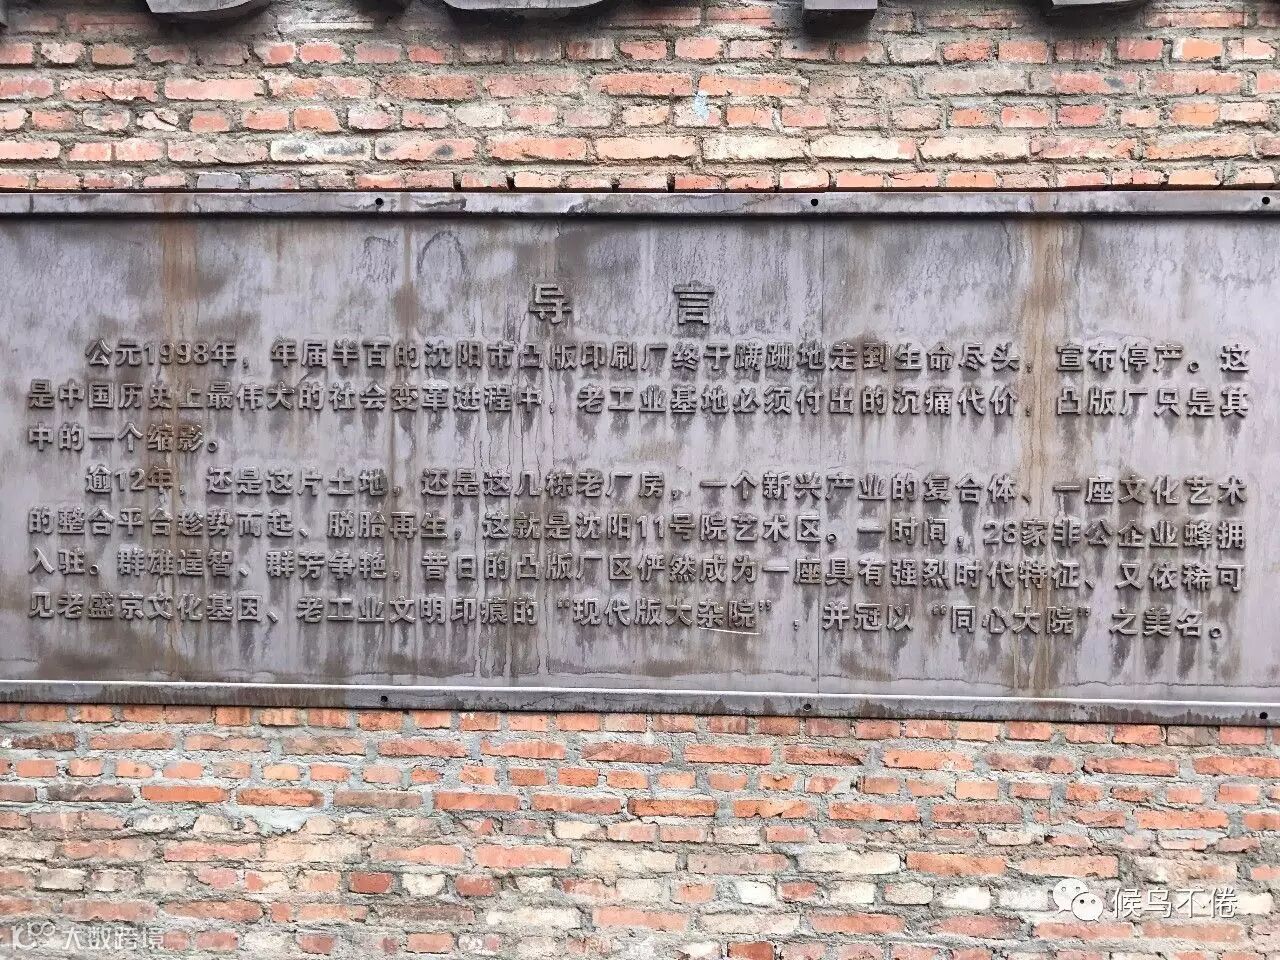 导 言
公元1998年，年届半百的沈阳市凸版印刷厂终于蹒跚地走到生命尽头，宣布停产。这
是中国历史上最伟大的社会变革进程中，老工业基地必须付出的沉痛代价，凸版厂只是其
中的一个缩影。
逾12年，还是这片土地，还是这几栋老厂房，一个新兴产业的复合体、一座文化艺术
的整合平台趁势而起、脱胎再生，这就是沈阳11号院艺术区。一时间，28家非公企业蜂拥
入驻。群雄逞智、群芳争艳，昔日的凸版厂区俨然成为一座具有强烈时代特征、又依稀可
见老盛京文化基因、老工业文明印痕的“现代版大杂院”，并冠以“同心大院”之美名。
候鸟不倦
大数跨境